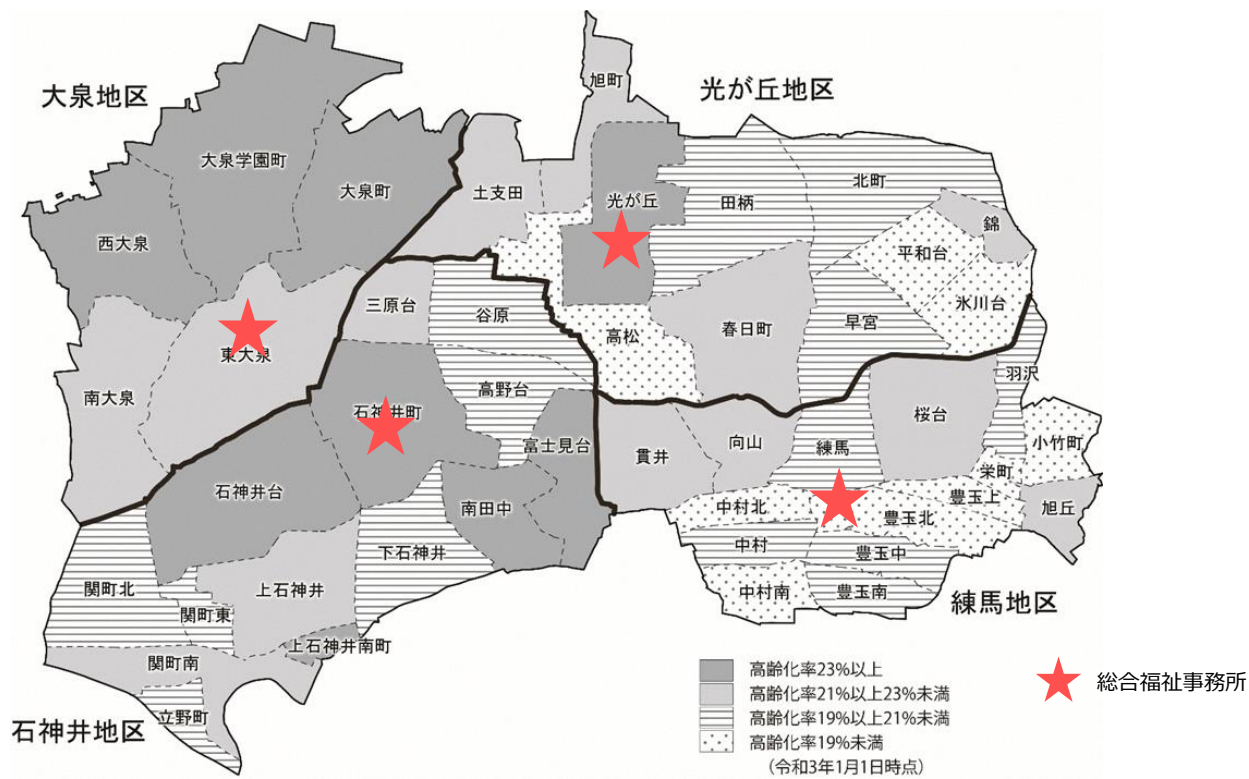 大泉地区
光が丘地区
旭町
大泉学園町
大泉町
土支田
光が丘
田柄
北町
錦
西大泉
平和台
氷川台
三原台
谷原
高松
春日町
早宮
東大泉
南大泉
石神井町
高野台
富士見台
羽沢
桜台
小竹町
貫井
向山
練馬
栄町
石神井台
南田中
中村北
豊玉北
豊玉上
旭丘
下石神井
中村
豊玉中
関町北
上石神井
中村南
豊玉南
練馬地区
関町東
上石神井南町
関町南
立野町
石神井地区
高齢化率23%以上
高齢化率21%以上23%未満
高齢化率19%以上21%未満
高齢化率19%未満
(令和3年1月1日時点)
総合福祉事務所